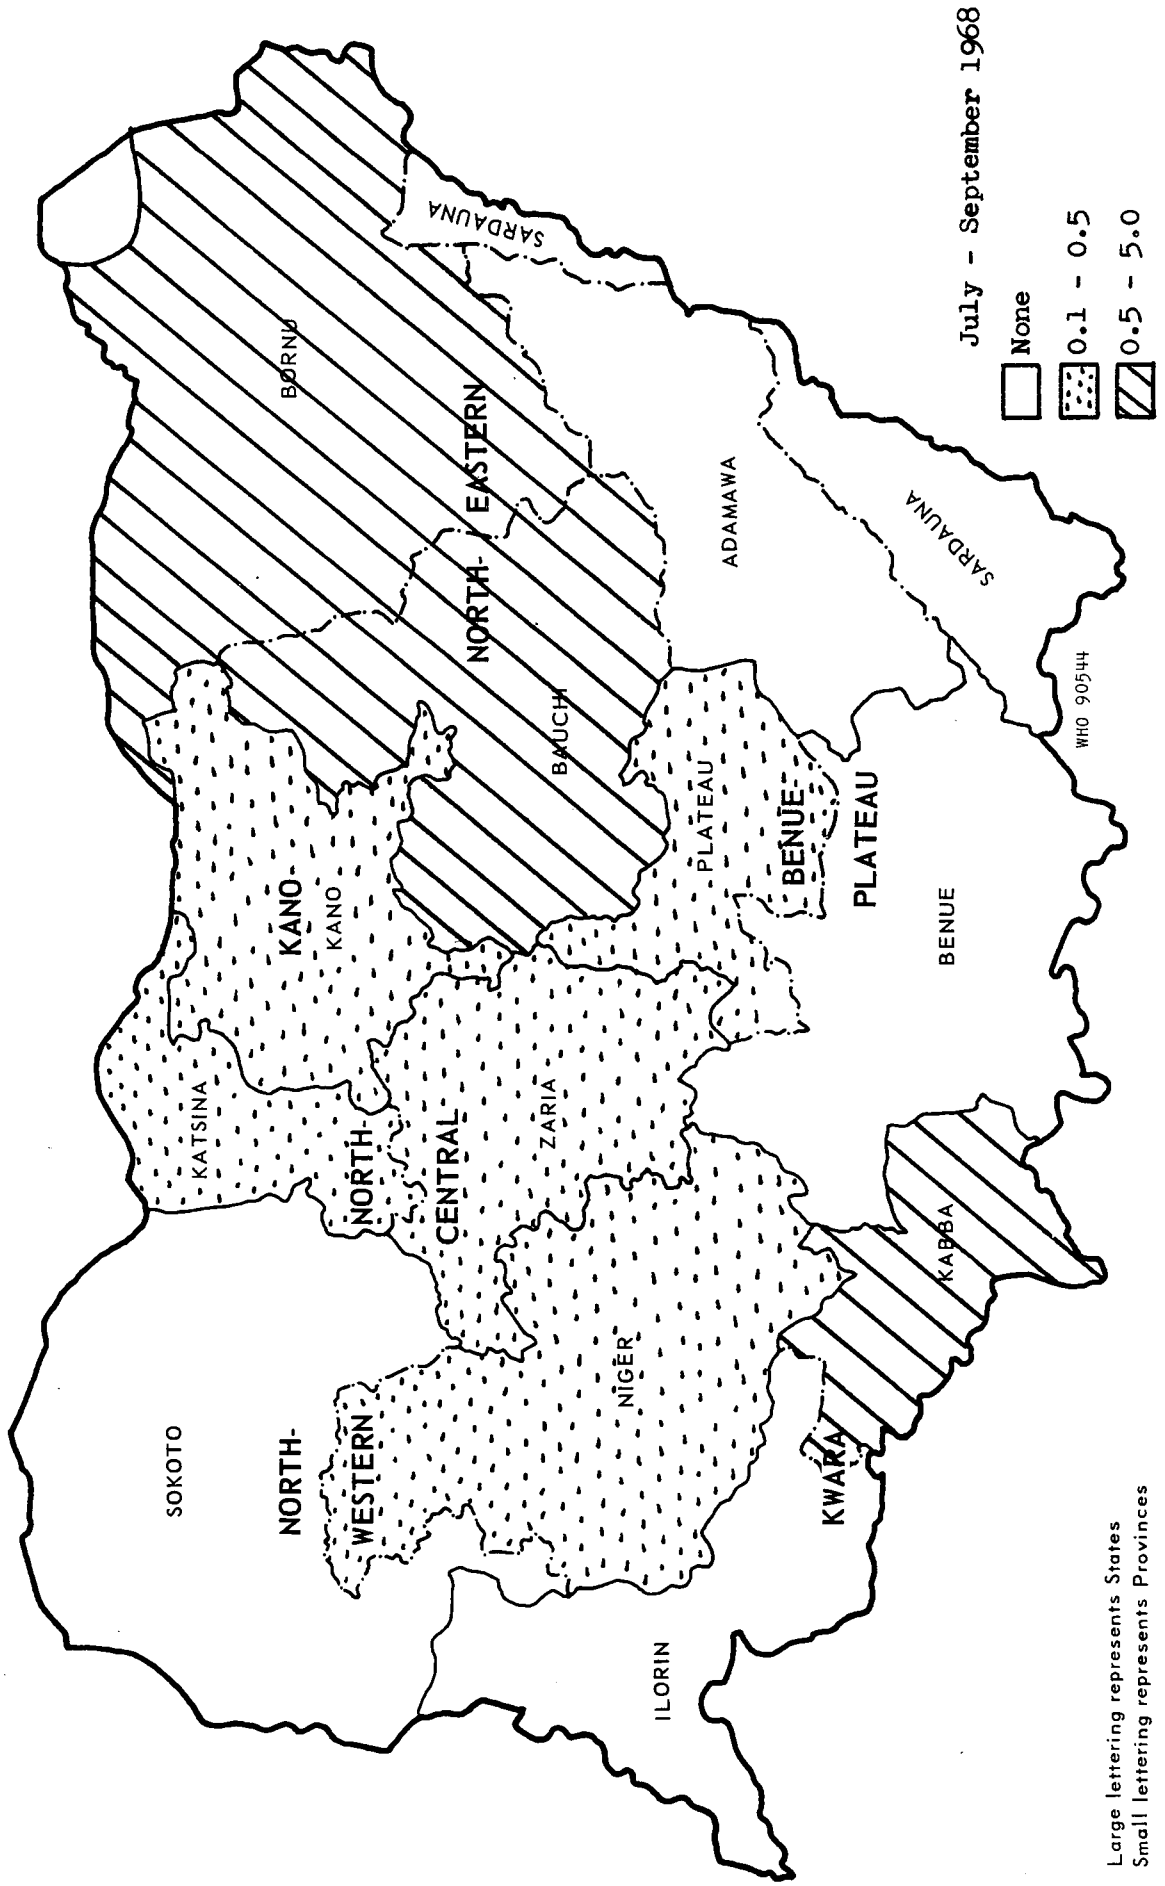 SOKOTO
NORTH-
WESTERN
KATSINA
NORTH-
CENTRAL
ZARIA
KANO
KANO
BORNU
NORTH- EASTERN
BAUCHI
SARDAUNA
ADAMAWA
SARDAUNA
NIGER
ILORIN
KWARA
KABBA
PLATEAU
BENUE-
PLATEAU
BENUE
WHO 90544
July - September 1968
None
0.1 - 0.5
0.5 - 5.0
Large lettering represents States
Small lettering represents Provinces